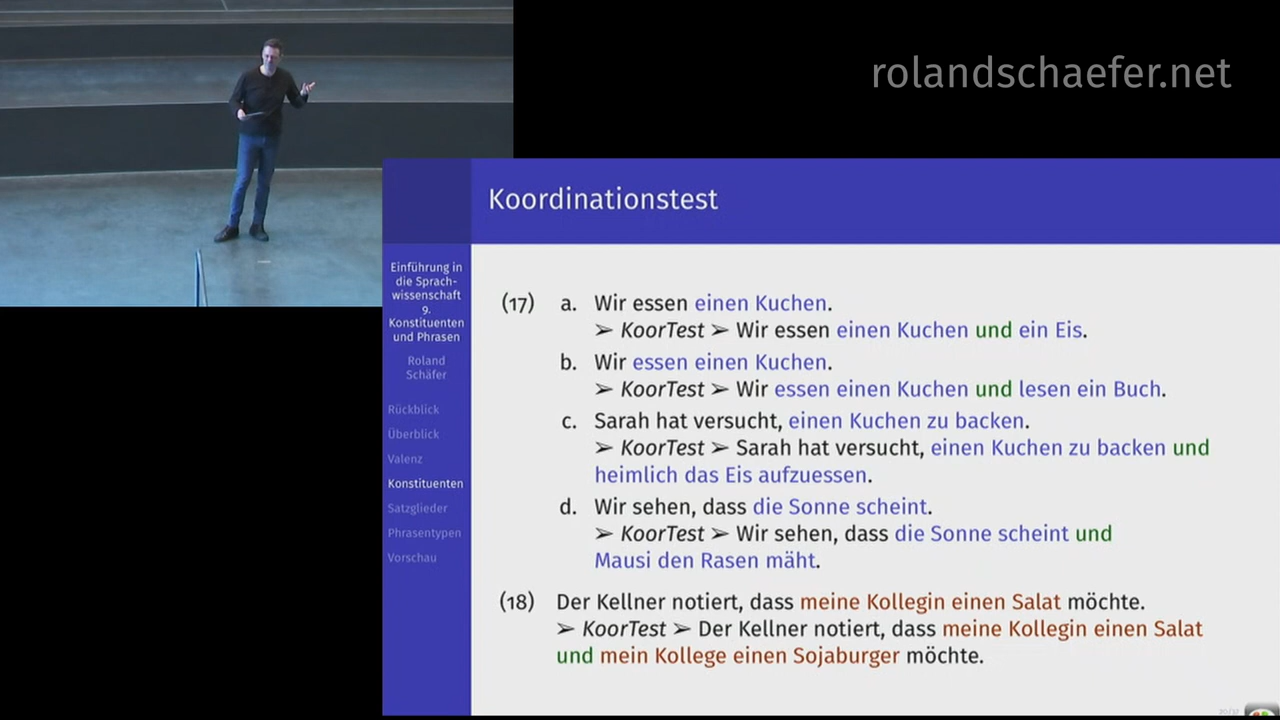 rolandschaefer.net
Koordinationstest
Einführung in
die Sprach-
wissenschaft
9.
Konstituenten
und Phrasen
Roland
Schäfer
Rückblick
Überblick
Valenz
Konstituenten
Satzglieder
Phrasentypen
Vorschau
(17) a. Wir essen einen Kuchen.
➢ KoorTest ➢ Wir essen einen Kuchen und ein Eis.
b. Wir essen einen Kuchen.
➢ KoorTest ➢ Wir essen einen Kuchen und lesen ein Buch.
c. Sarah hat versucht, einen Kuchen zu backen.
➢ KoorTest ➢ Sarah hat versucht, einen Kuchen zu backen und
heimlich das Eis aufzuessen.
d. Wir sehen, dass die Sonne scheint.
➢ KoorTest ➢ Wir sehen, dass die Sonne scheint und
Mausi den Rasen mäht.
(18) Der Kellner notiert, dass meine Kollegin einen Salat möchte.
➢ KoorTest ➢ Der Kellner notiert, dass meine Kollegin einen Salat
und mein Kollege einen Sojaburger möchte.